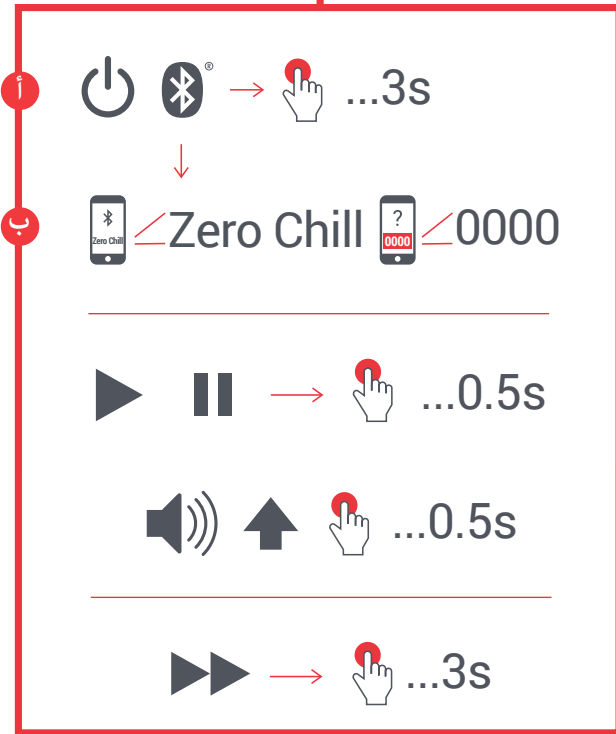 أ ® ...3s
ب Zero Chill Zero Chill ? 0000 0000
...0.5s
...0.5s
...3s